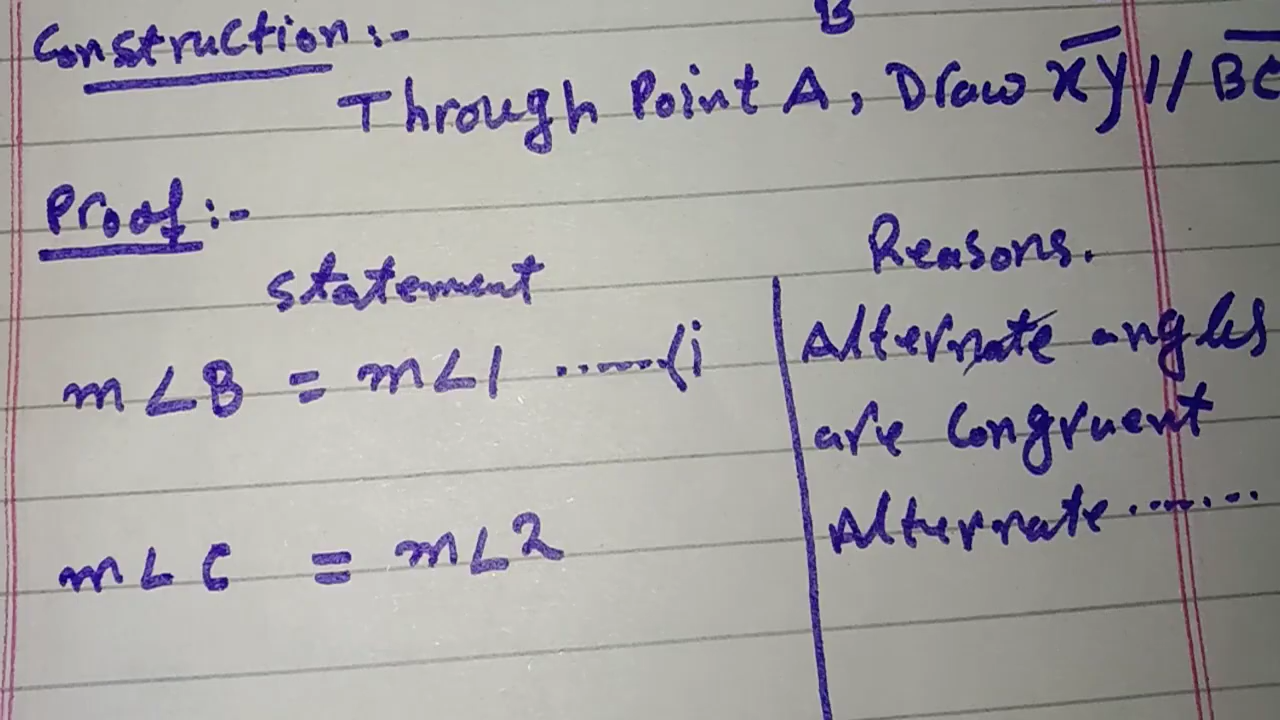 B
Construction:-
Through Point A, Draw XY // BC
Proof:-
Statement
Reasons.
m∠B = m∠1 ......(i
Alternate angles
are Congruent
m∠C = m∠2
Alternate.......